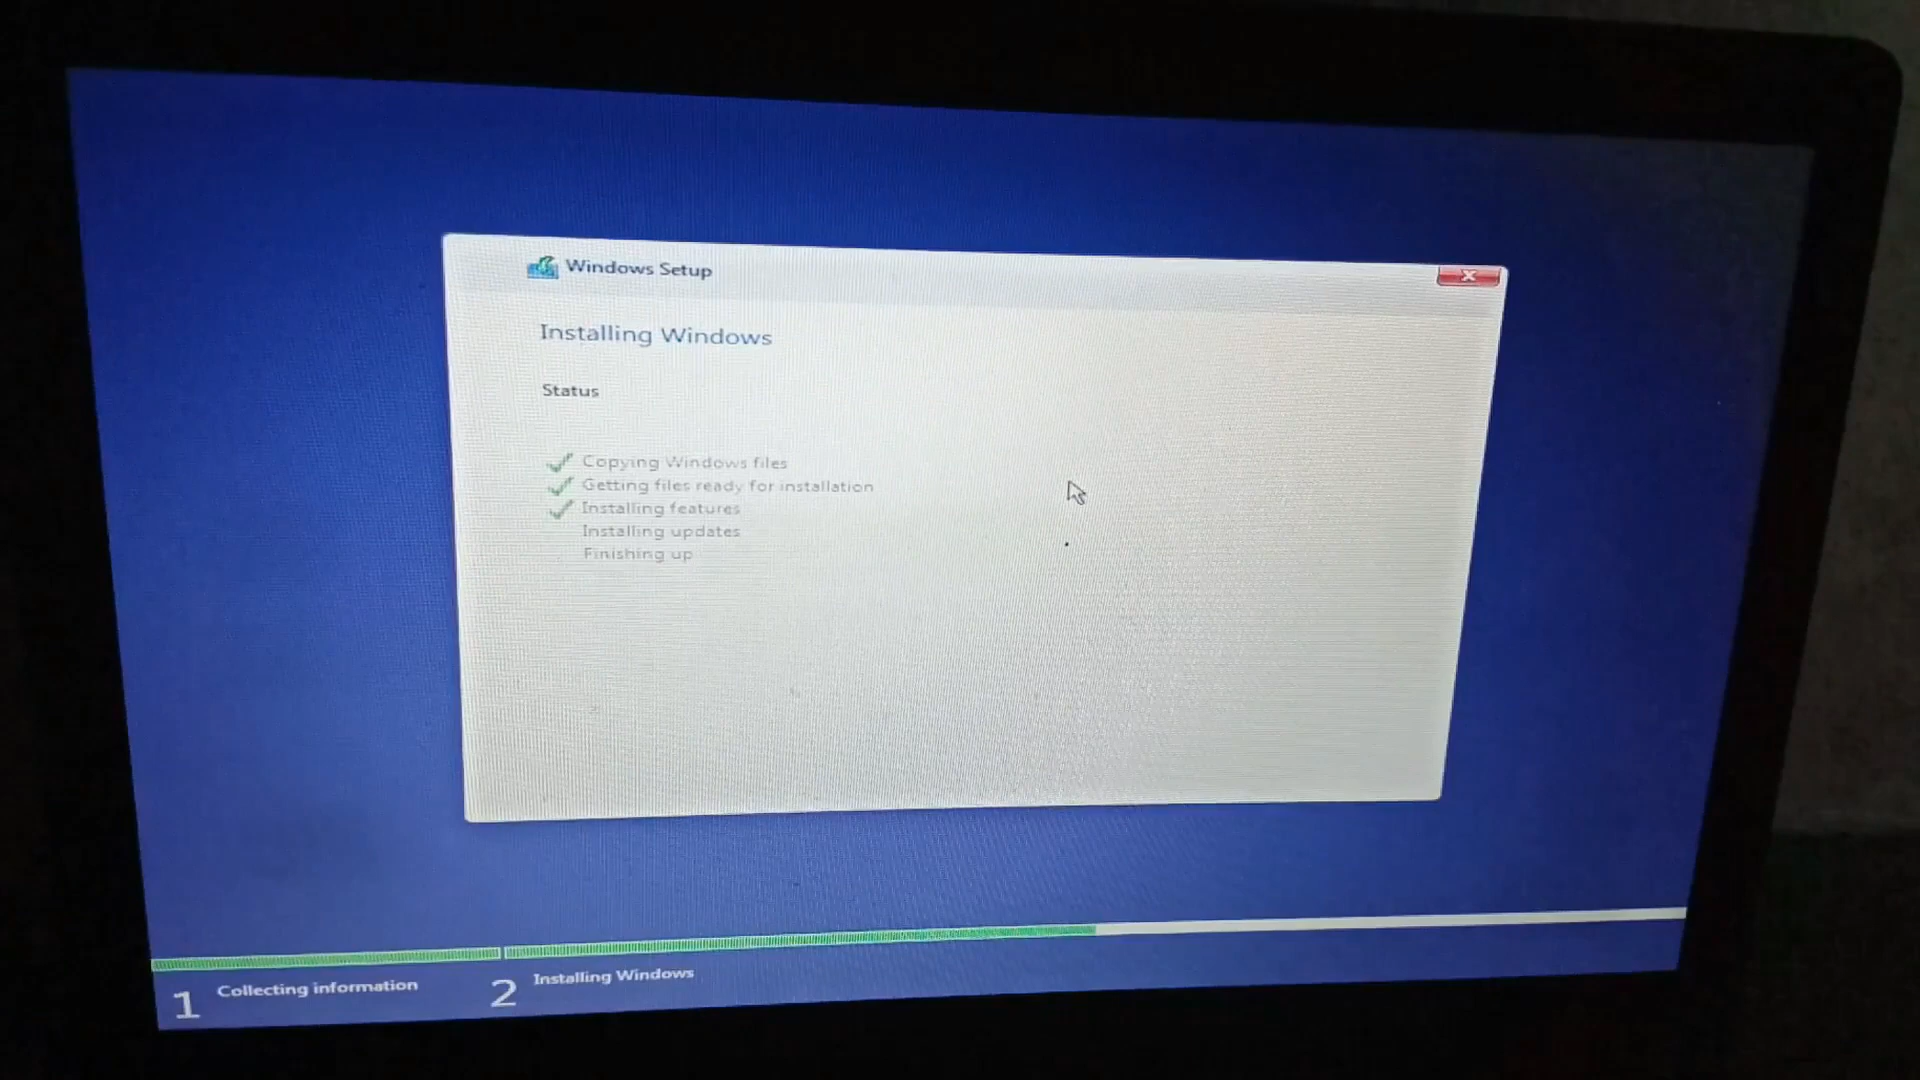 Windows Setup
Installing Windows
Status
Copying Windows files
Getting files ready for installation
Installing features
Installing updates
Finishing up
1 Collecting information
2 Installing Windows